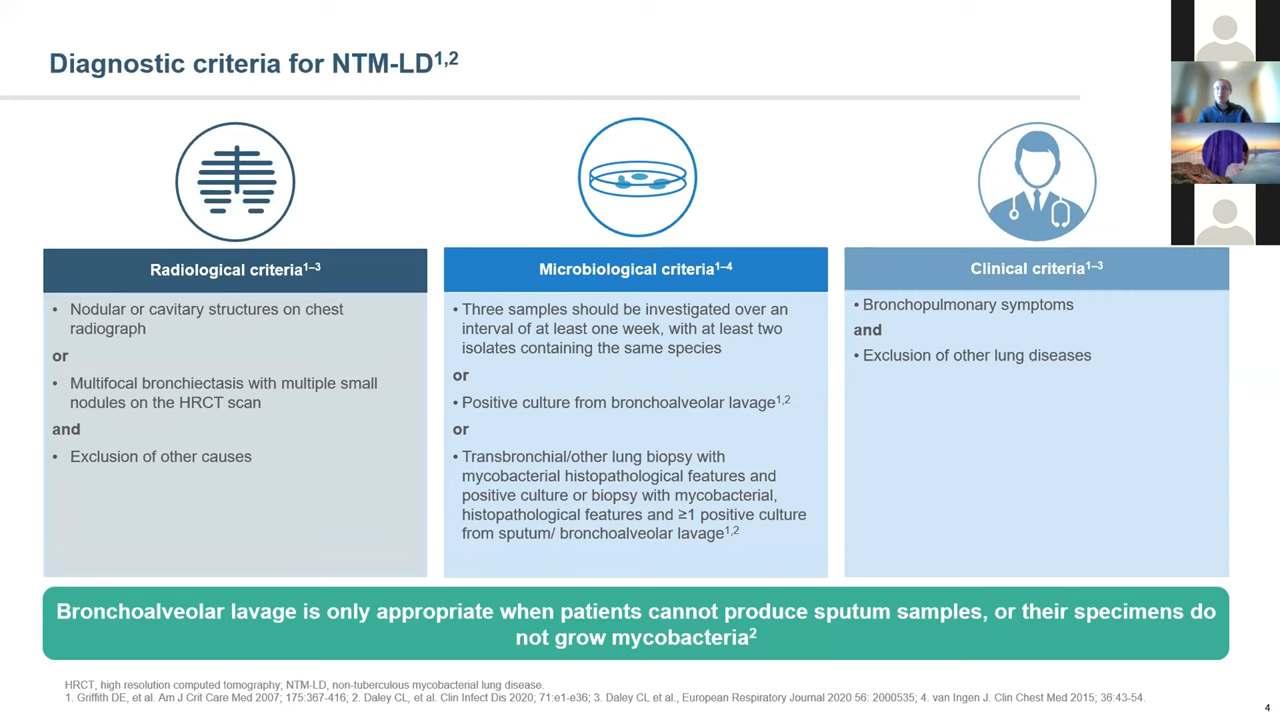 Diagnostic criteria for NTM-LD1,2
Radiological criteria1–3
• Nodular or cavitary structures on chest
radiograph
or
• Multifocal bronchiectasis with multiple small
nodules on the HRCT scan
and
• Exclusion of other causes
Microbiological criteria1–4
• Three samples should be investigated over an
interval of at least one week, with at least two
isolates containing the same species
or
• Positive culture from bronchoalveolar lavage1,2
or
• Transbronchial/other lung biopsy with
mycobacterial histopathological features and
positive culture or biopsy with mycobacterial,
histopathological features and ≥1 positive culture
from sputum/ bronchoalveolar lavage1,2
Clinical criteria1–3
• Bronchopulmonary symptoms
and
• Exclusion of other lung diseases
Bronchoalveolar lavage is only appropriate when patients cannot produce sputum samples, or their specimens do
not grow mycobacteria2
HRCT, high resolution computed tomography; NTM-LD, non-tuberculous mycobacterial lung disease.
1. Griffith DE, et al. Am J Crit Care Med 2007; 175:367-416; 2. Daley CL, et al. Clin Infect Dis 2020; 71:e1-e36; 3. Daley CL et al., European Respiratory Journal 2020 56: 2000535; 4. van Ingen J. Clin Chest Med 2015; 36:43-54.
4